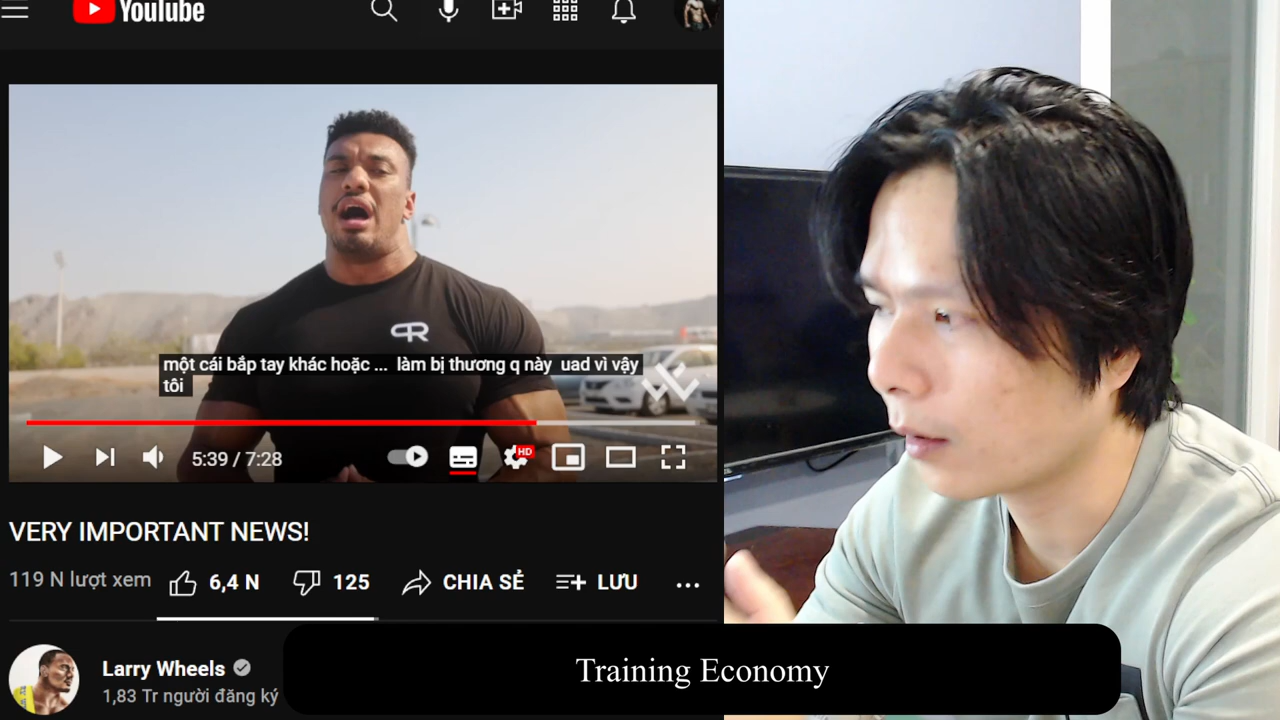 YouTube
PR
một cái bắp tay khác hoặc ... làm bị thương q này uad vì vậy
tôi
5:39 / 7:28
HD
VERY IMPORTANT NEWS!
119 N lượt xem
6,4 N
125
CHIA SẺ
LƯU
Larry Wheels
1,83 Tr người đăng ký
Training Economy